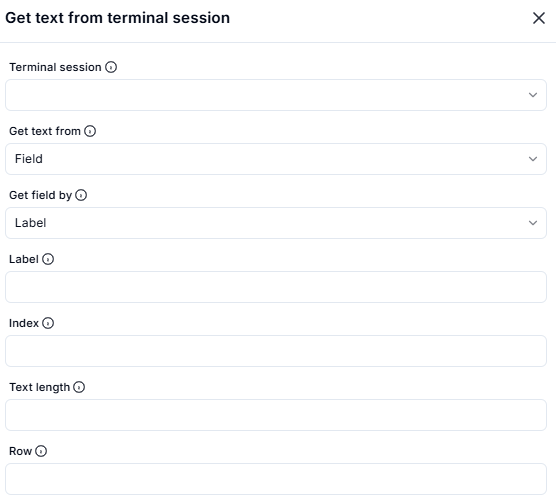 Get text from terminal session
Terminal session
Get text from
Field
Get field by
Label
Label
Index
Text length
Row